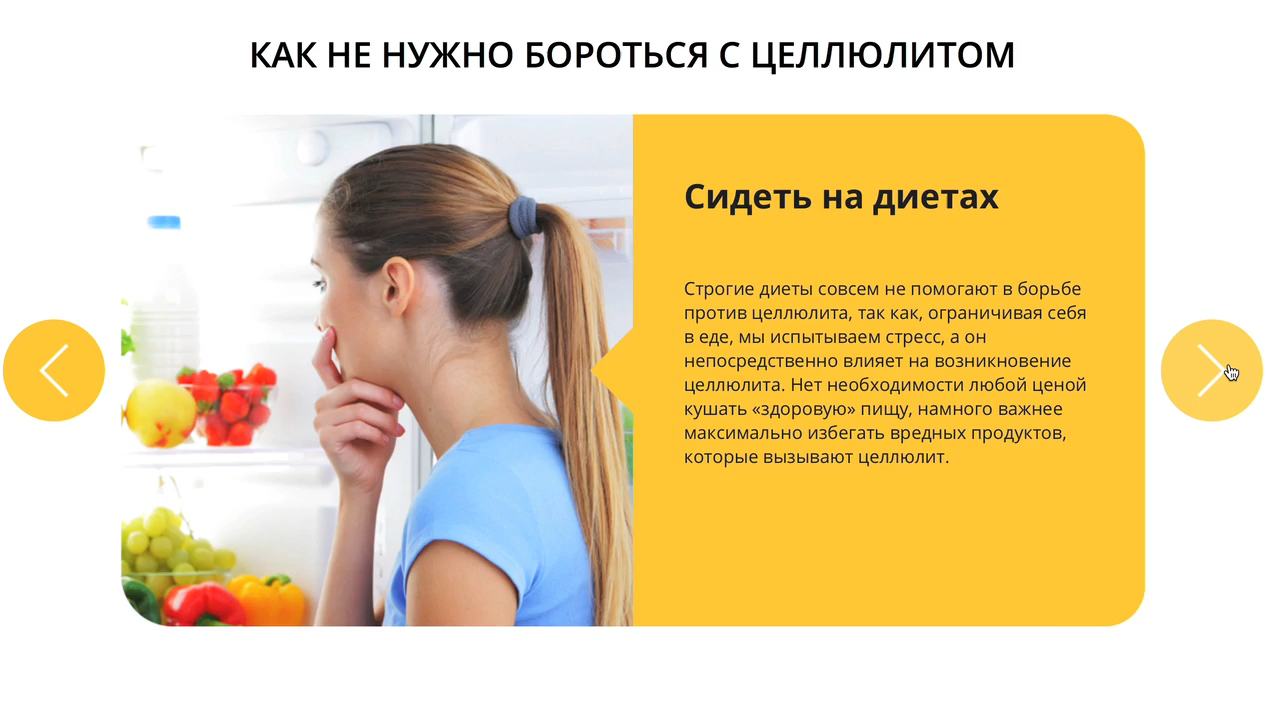 КАК НЕ НУЖНО БОРОТЬСЯ С ЦЕЛЛЮЛИТОМ
Сидеть на диетах
Строгие диеты совсем не помогают в борьбе
против целлюлита, так как, ограничивая себя
в еде, мы испытываем стресс, а он
непосредственно влияет на возникновение
целлюлита. Нет необходимости любой ценой
кушать «здоровую» пищу, намного важнее
максимально избегать вредных продуктов,
которые вызывают целлюлит.